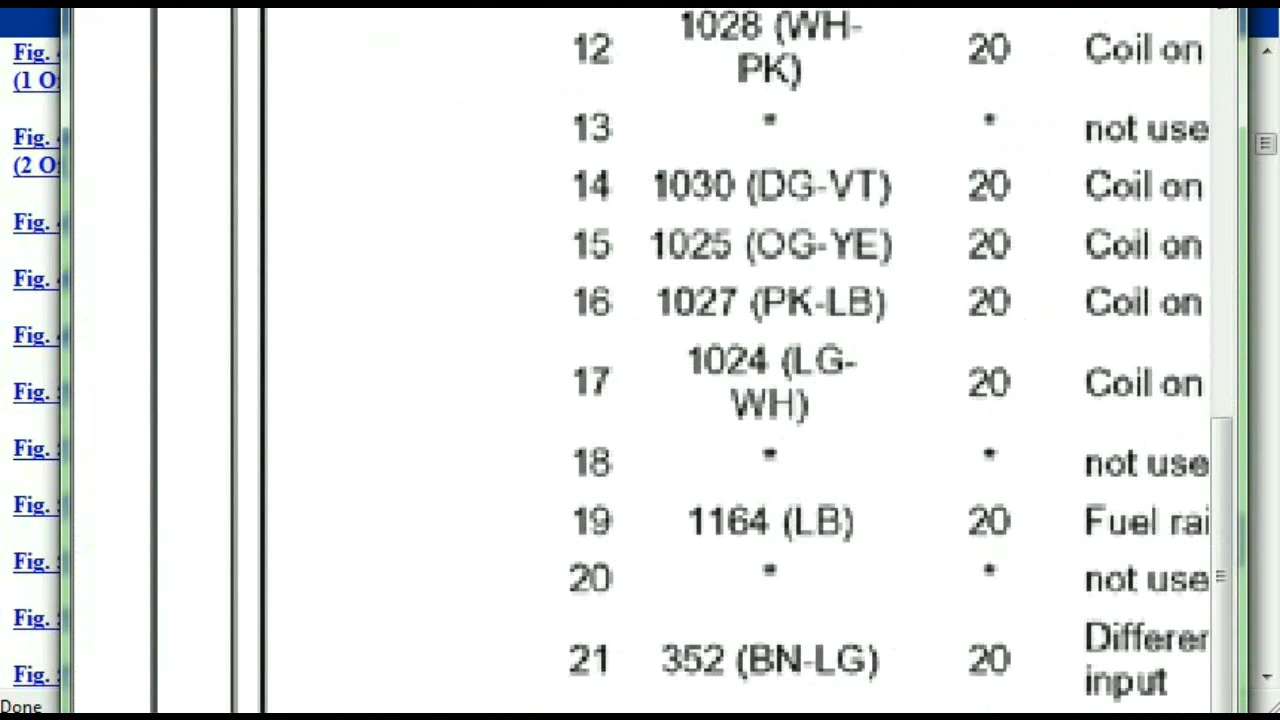 Fig.
(1 O
Fig.
(2 O
Fig.
Fig.
Fig.
Fig.
Fig.
Fig.
Fig.
Fig.
Fig.
Done
12 1028 (WH-PK) 20 Coil on
13 * * not use
14 1030 (DG-VT) 20 Coil on
15 1025 (OG-YE) 20 Coil on
16 1027 (PK-LB) 20 Coil on
17 1024 (LG-WH) 20 Coil on
18 * * not use
19 1164 (LB) 20 Fuel rai
20 * * not use
21 352 (BN-LG) 20 Differer
input